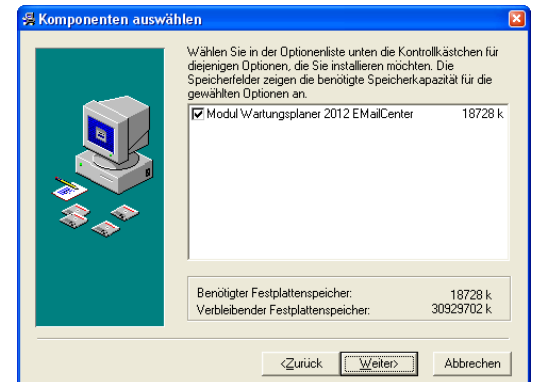 Komponenten auswählen
Wählen Sie in der Optionenliste unten die Kontrollkästchen für
diejenigen Optionen, die Sie installieren möchten. Die
Speicherfelder zeigen die benötigte Speicherkapazität für die
gewählten Optionen an.
Modul Wartungsplaner 2012 EMailCenter 18728 k
Benötigter Festplattenspeicher: 18728 k
Verbleibender Festplattenspeicher: 30929702 k
<Zurück Weiter> Abbrechen